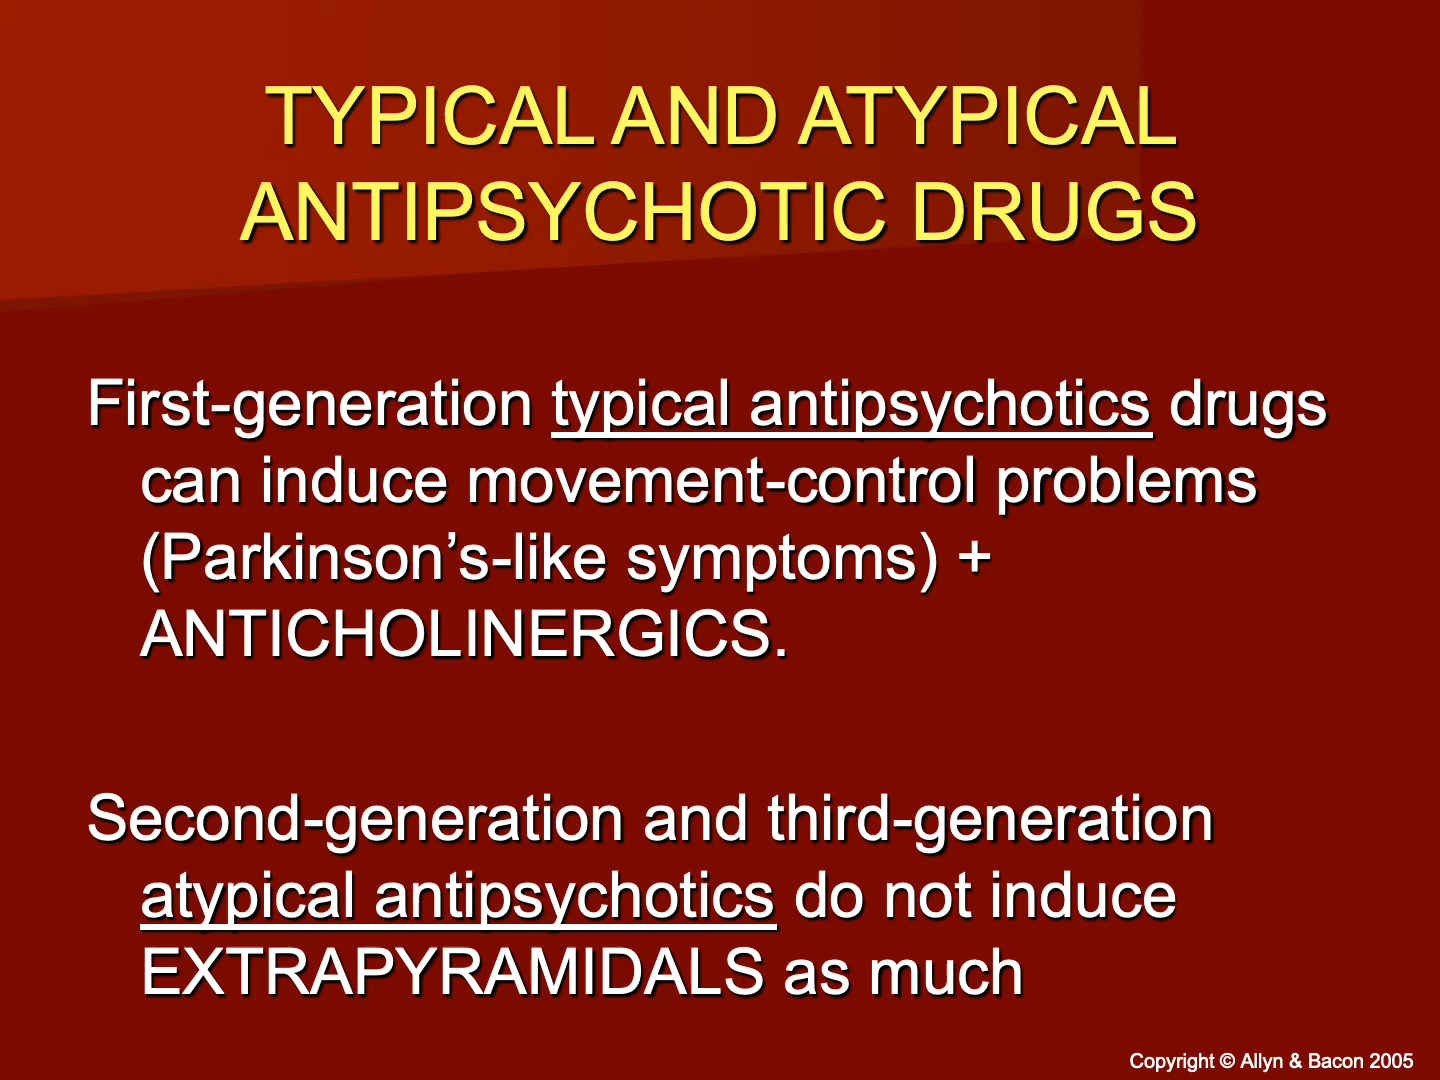 TYPICAL AND ATYPICAL
ANTIPSYCHOTIC DRUGS
First-generation typical antipsychotics drugs
can induce movement-control problems
(Parkinson’s-like symptoms) +
ANTICHOLINERGICS.
Second-generation and third-generation
atypical antipsychotics do not induce
EXTRAPYRAMIDALS as much
Copyright © Allyn & Bacon 2005